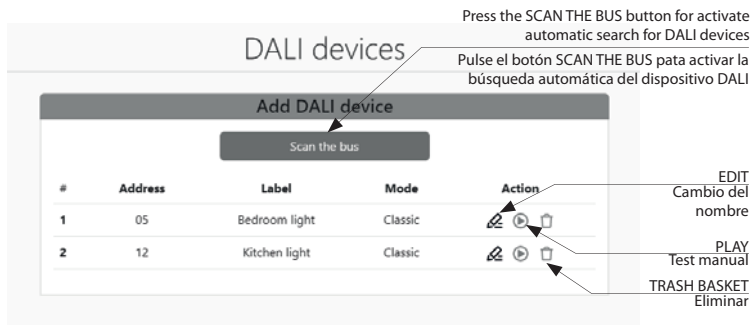 Press the SCAN THE BUS button for activate
automatic search for DALI devices
DALI devices
Pulse el botón SCAN THE BUS pata activar la
búsqueda automática del dispositivo DALI
Add DALI device
Scan the bus
# Address Label Mode Action
1 05 Bedroom light Classic
2 12 Kitchen light Classic
EDIT
Cambio del
nombre
PLAY
Test manual
TRASH BASKET
Eliminar